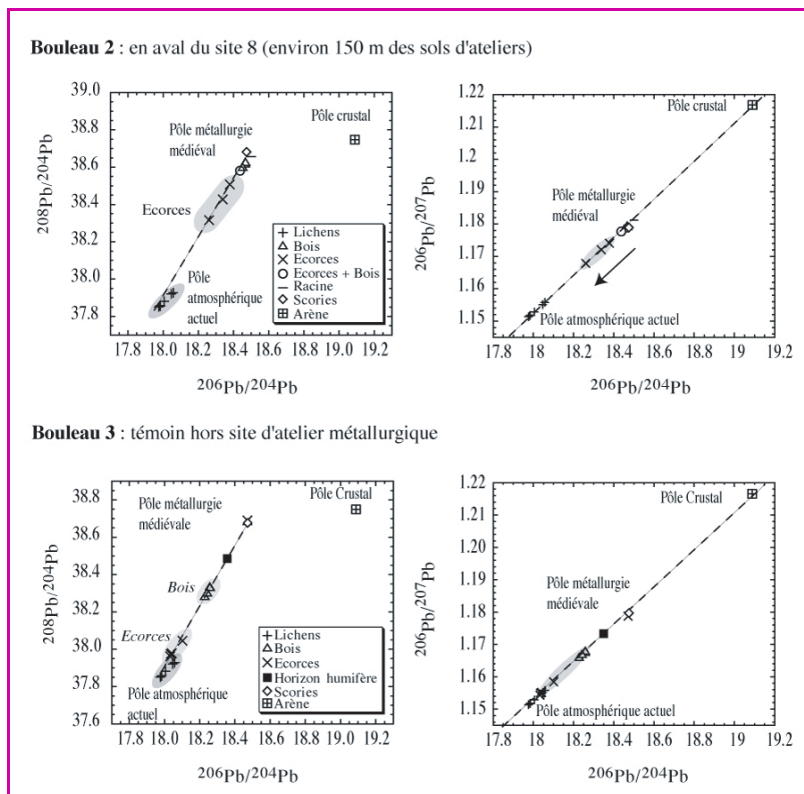 Bouleau 2 : en aval du site 8 (environ 150 m des sols d'ateliers)
39.0
38.8
38.6
38.4
38.2
38.0
37.8
208Pb/204Pb
Pôle métallurgie
médiéval
Pôle crustal
Ecorces
Pôle
atmosphérique
actuel
Lichens
Bois
Ecorces
Ecorces + Bois
Racine
Scories
Arène
17.8 18.0 18.2 18.4 18.6 18.8 19.0 19.2
206Pb/204Pb
1.22
1.21
1.2
1.19
1.18
1.17
1.16
1.15
206Pb/207Pb
Pôle crustal
Pôle métallurgie
médiéval
Pôle atmosphérique actuel
17.8 18 18.2 18.4 18.6 18.8 19 19.2
206Pb/204Pb
Bouleau 3 : témoin hors site d'atelier métallurgique
38.8
38.6
38.4
38.2
38.0
37.8
37.6
208Pb/204Pb
Pôle métallurgie
médiévale
Pôle Crustal
Bois
Ecorces
Pôle atmosphérique
actuel
Lichens
Bois
Ecorces
Horizon humifère
Scories
Arène
17.8 18.0 18.2 18.4 18.6 18.8 19.0 19.2
206Pb/204Pb
1.22
1.21
1.20
1.19
1.18
1.17
1.16
1.15
206Pb/207Pb
Pôle Crustal
Pôle métallurgie
médiévale
Pôle atmosphérique actuel
17.8 18 18.2 18.4 18.6 18.8 19 19.2
206Pb/204Pb